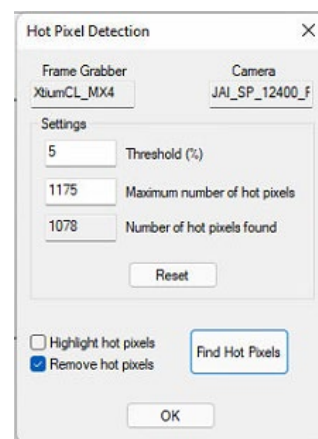 Hot Pixel Detection
Frame Grabber Camera
XtiumCL_MX4 JAI_SP_12400_F
Settings
5 Threshold (%)
1175 Maximum number of hot pixels
1078 Number of hot pixels found
Reset
Highlight hot pixels
Remove hot pixels
Find Hot Pixels
OK